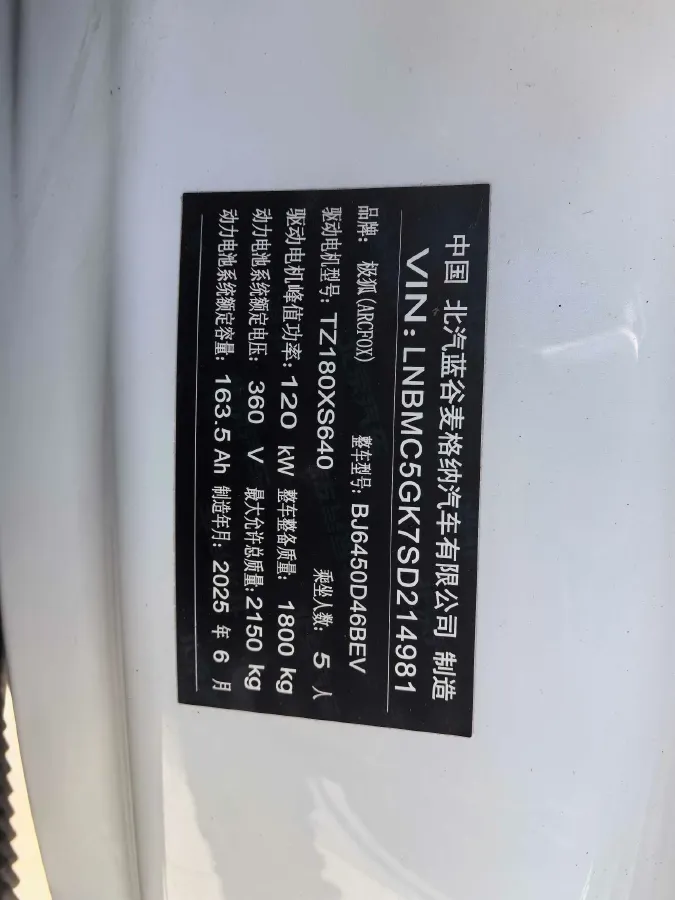 中国 北汽蓝谷麦格纳汽车有限公司 制造
VIN:LNBMC5GK7SD214981
品牌: 极狐(ARCFOX) 整车型号: BJ6450D46BEV
驱动电机型号: TZ180XS640 乘坐人数: 5 人
驱动电机峰值功率: 120 kW 整车整备质量: 1800 kg
动力电池系统额定电压: 360 V 最大允许总质量: 2150 kg
动力电池系统额定容量: 163.5 Ah 制造年月: 2025 年 6 月